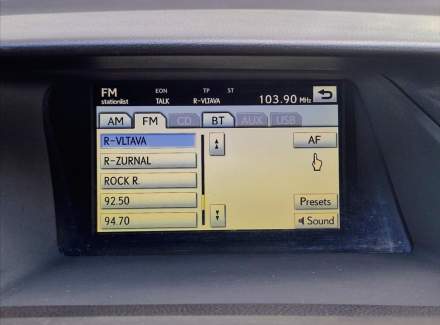 FM EON TP ST
stationlist TALK R-VLTAVA 103.90 MHz
AM FM CD BT AUX USB
R-VLTAVA AF
R-ZURNAL
ROCK R
92.50 Presets
94.70 Sound